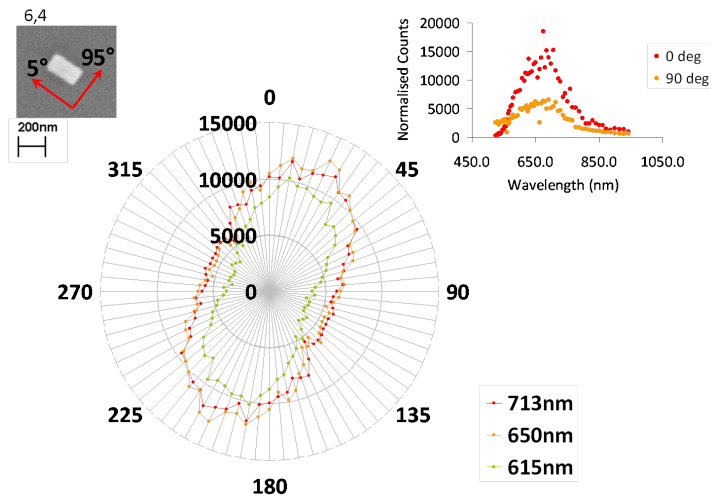 6,4
5°
95°
200nm
0
45
90
135
180
225
270
315
15000
10000
5000
0
713nm
650nm
615nm
Normalised Counts
20000
15000
10000
5000
0
450.0 650.0 850.0 1050.0
Wavelength (nm)
0 deg
90 deg